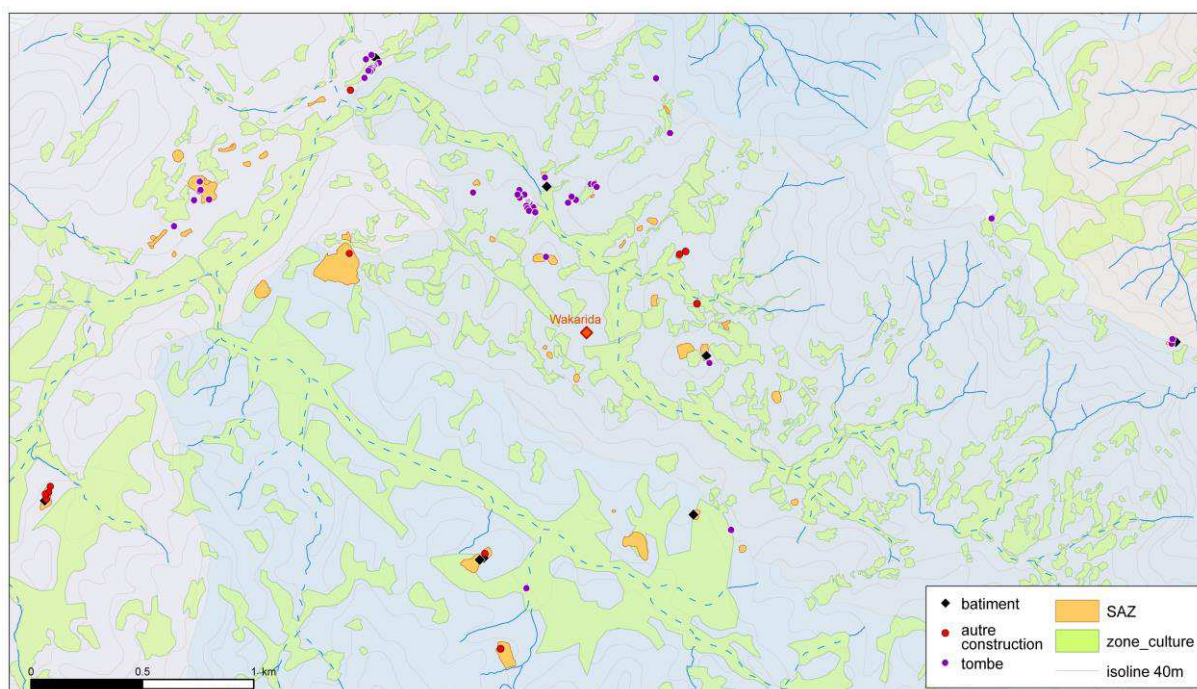 Wakarida
0
0.5
1 km
batiment
autre
construction
tombe
SAZ
zone_culture
isoline 40m